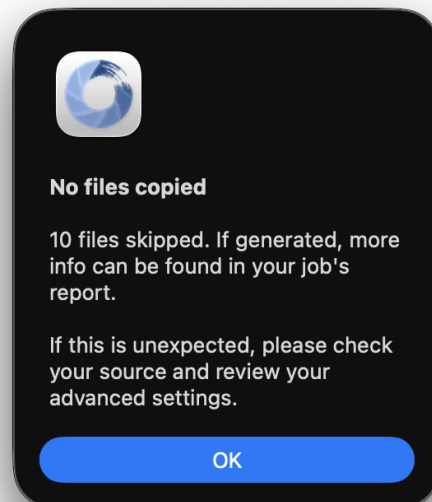 No files copied
10 files skipped. If generated, more
info can be found in your job's
report.
If this is unexpected, please check
your source and review your
advanced settings.
OK